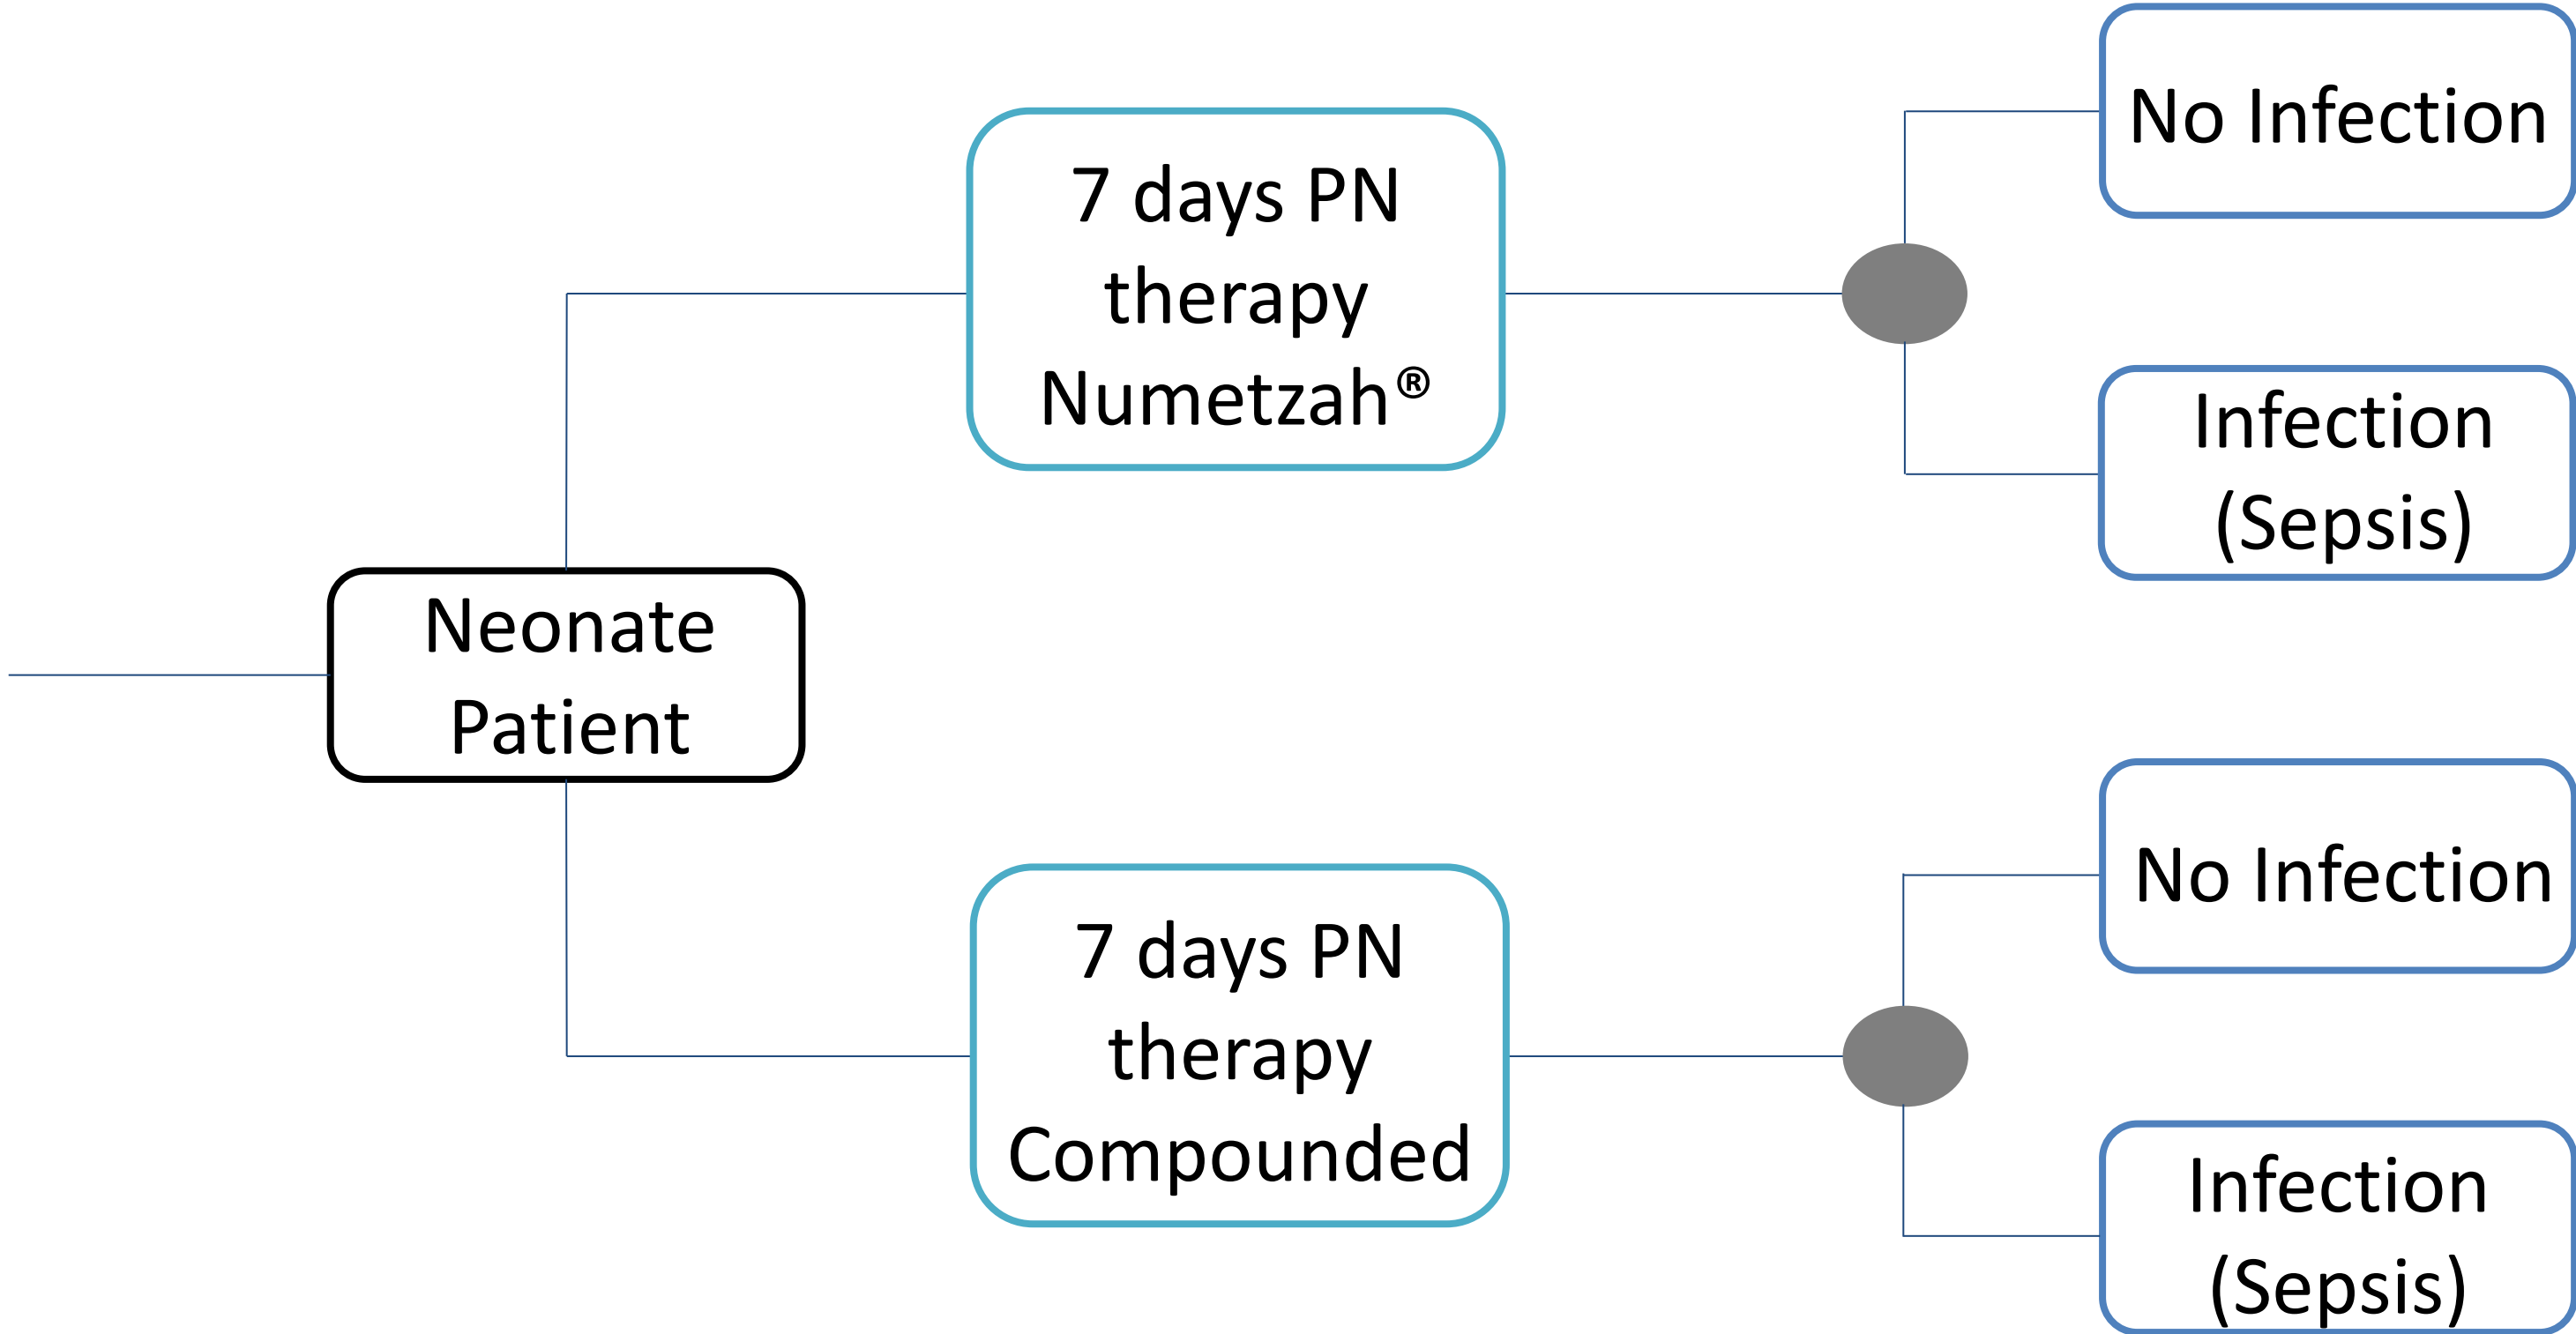 No Infection
7 days PN
therapy
Numetzah®
Infection
(Sepsis)
Neonate
Patient
No Infection
7 days PN
therapy
Compounded
Infection
(Sepsis)